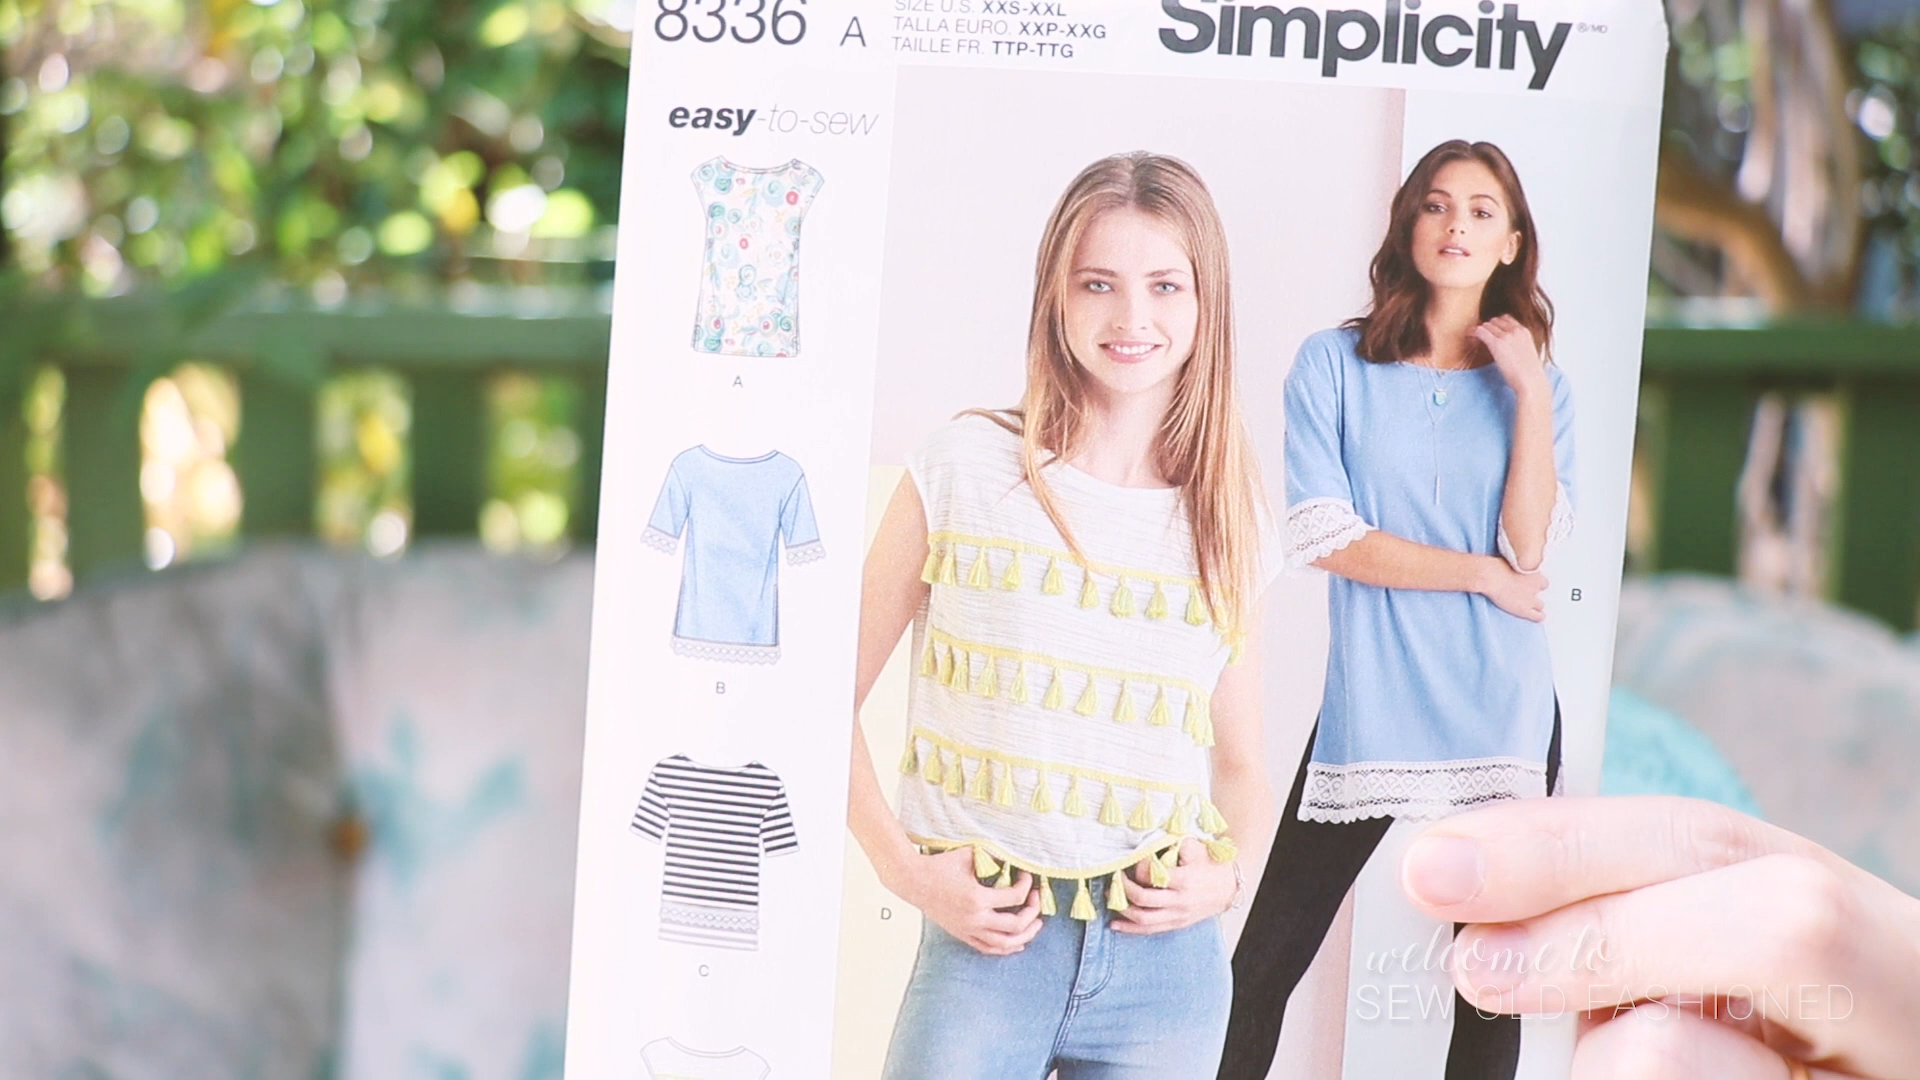 8336 A
SIZE U.S. XXS-XXL
TALLA EURO. XXP-XXG
TAILLE FR. TTP-TTG
Simplicity®/MD
easy-to-sew
A
B
C
D
B
welcome to
SEW OLD FASHIONED